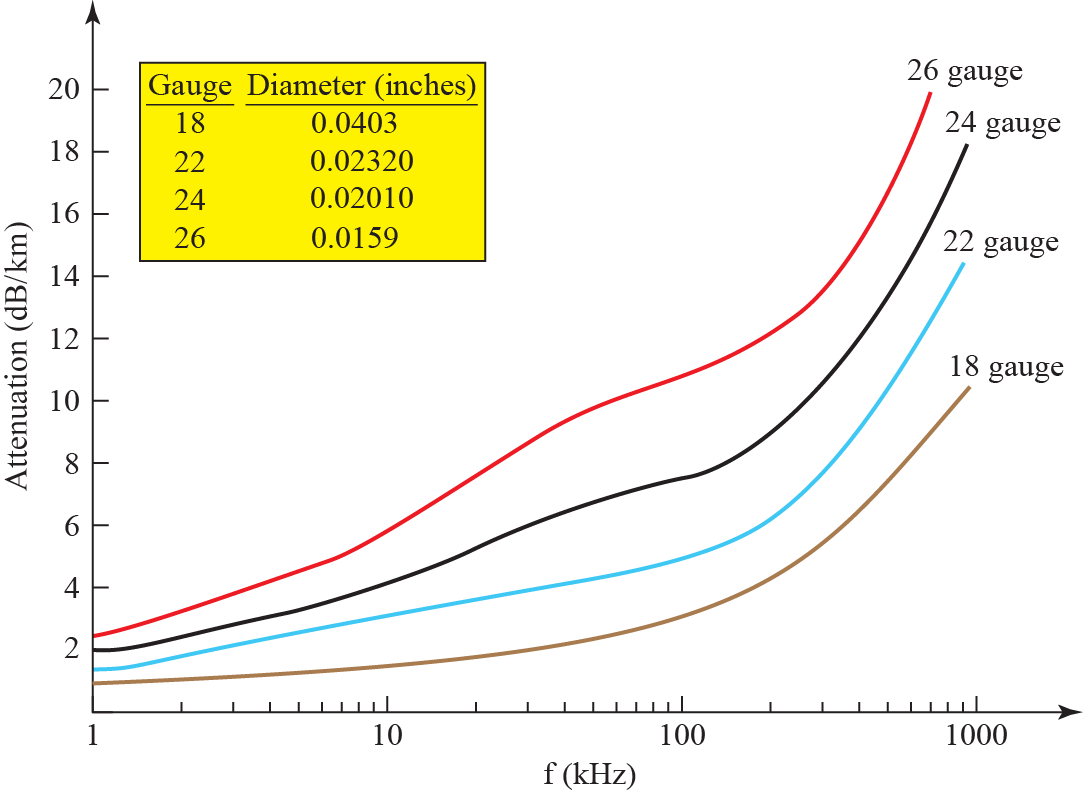 26 gauge
20
Gauge Diameter (inches)
18 0.0403
22 0.02320
24 0.02010
26 0.0159
24 gauge
18
16
22 gauge
14
12
18 gauge
10
8
6
4
2
Attenuation (dB/km)
1 10 100 1000
f (kHz)